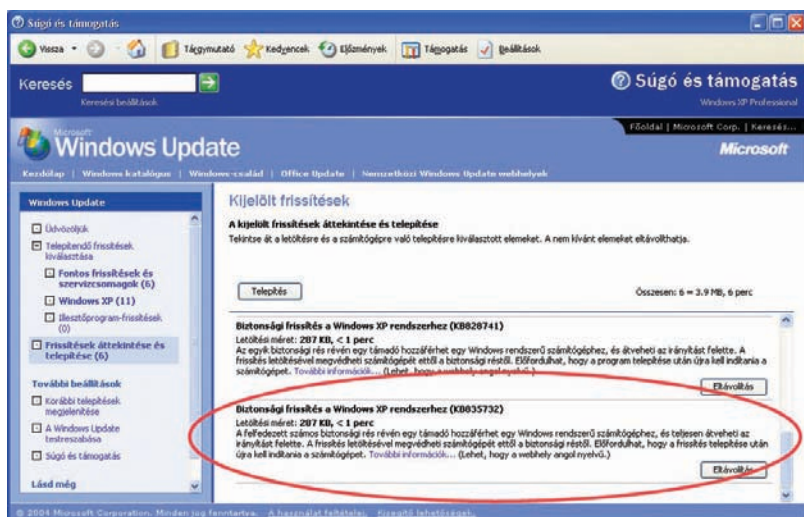 Súgó és támogatás
Vissza
Tárgymutató
Kedvencek
Előzmények
Támogatás
Beállítások
Keresés
Keresési beállítások
Súgó és támogatás
Windows XP Professional
Főoldal | Microsoft Corp. | Keresés...
Microsoft
Windows Update
Microsoft
Kezdőlap | Windows katalógus | Windows-család | Office Update | Nemzetközi Windows Update webhelyek
Windows Update
Üdvözöljük
Telepítendő frissítések
kiválasztása
Fontos frissítések és
szervizcsomagok (6)
Windows XP (11)
Illesztőprogram-frissítések
(0)
Frissítések áttekintése és
telepítése (6)
További beállítások
Korábbi telepítések
megjelenítése
A Windows Update
testreszabása
Súgó és támogatás
Lásd még
Kijelölt frissítések
A kijelölt frissítések áttekintése és telepítése
Tekintse át a letöltésre és a számítógépre való telepítésre kiválasztott elemeket. A nem kívánt elemeket eltávolíthatja.
Telepítés
Összesen: 6 = 3.9 MB, 6 perc
Biztonsági frissítés a Windows XP rendszerhez (KB828741)
Letöltési méret: 287 KB, < 1 perc
Az egyik biztonsági rés révén egy támadó hozzáférhet egy Windows rendszerű számítógéphez, és átveheti az irányítást felette. A
frissítés letöltésével megvédheti számítógépét ettől a biztonsági réstől. Előfordulhat, hogy a program telepítése után újra kell indítania a
számítógépet. További információk... (Lehet, hogy a webhely angol nyelvű.)
Eltávolítás
Biztonsági frissítés a Windows XP rendszerhez (KB835732)
Letöltési méret: 287 KB, < 1 perc
A felfedezett számos biztonsági rés révén egy támadó hozzáférhet egy Windows rendszerű számítógéphez, és teljesen átveheti az
irányítást felette. A frissítés letöltésével megvédheti számítógépét ettől a biztonsági réstől. Előfordulhat, hogy a frissítés telepítése után
újra kell indítania a számítógépet. További információk... (Lehet, hogy a webhely angol nyelvű.)
Eltávolítás
© 2004 Microsoft Corporation. Minden jog fenntartva. A használat feltételei. Kisegítő lehetőségek.